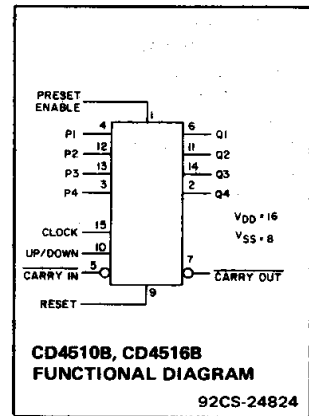 PRESET
ENABLE
1
P1 4 6 Q1
P2 12 11 Q2
P3 13 14 Q3
P4 3 2 Q4
VDD = 16
VSS = 8
CLOCK 15
UP/DOWN 10
CARRY IN 5 7 CARRY OUT
RESET 9
CD4510B, CD4516B
FUNCTIONAL DIAGRAM
92CS-24824